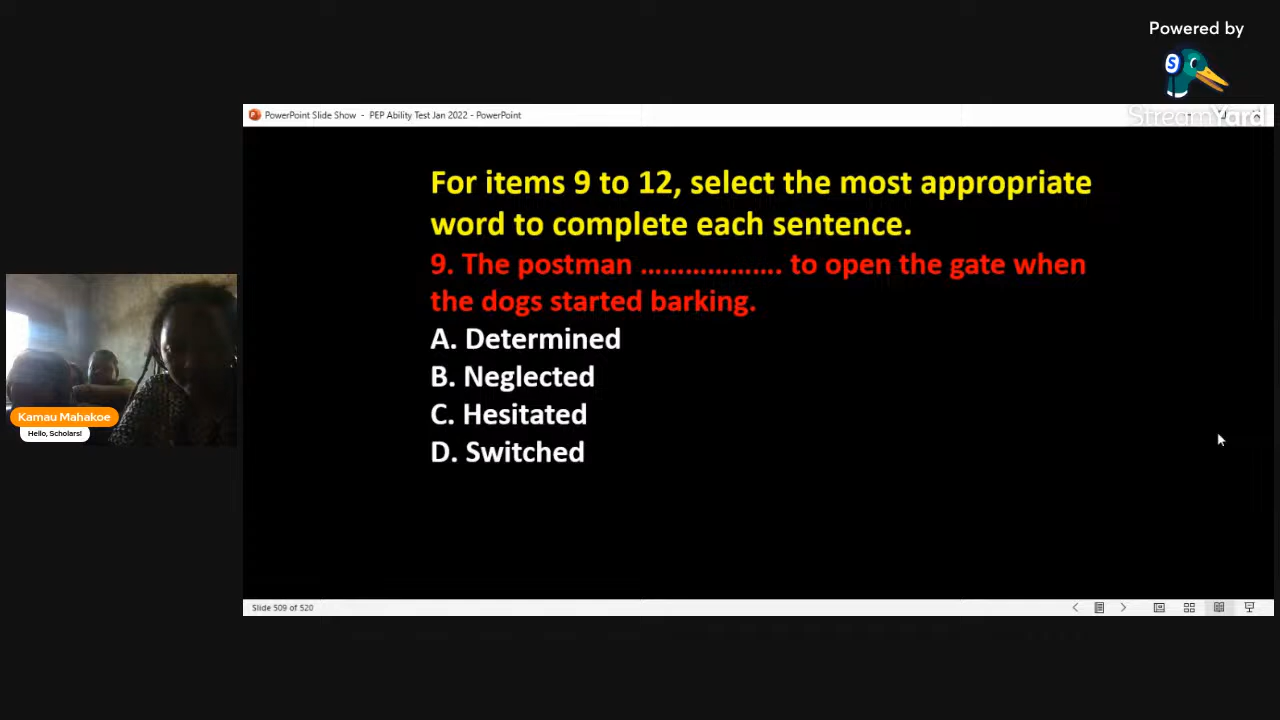 Powered by
StreamYard
PowerPoint Slide Show - PEP Ability Test Jan 2022 - PowerPoint
For items 9 to 12, select the most appropriate
word to complete each sentence.
9. The postman ………………. to open the gate when
the dogs started barking.
A. Determined
B. Neglected
C. Hesitated
D. Switched
Kamau Mahakoe
Hello, Scholars!
Slide 509 of 520